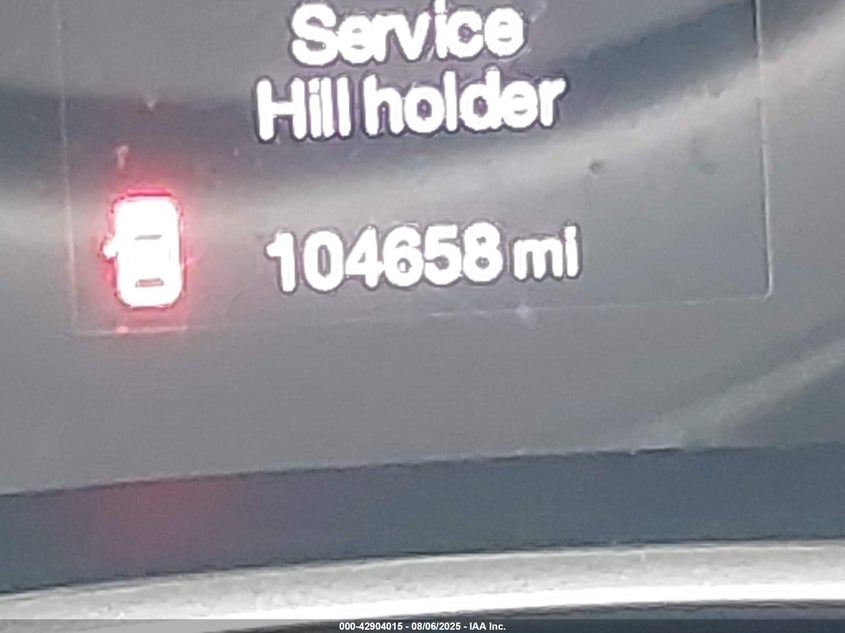 Service
Hill holder
104658 mi
000-42904015 - 08/06/2025 - IAA Inc.